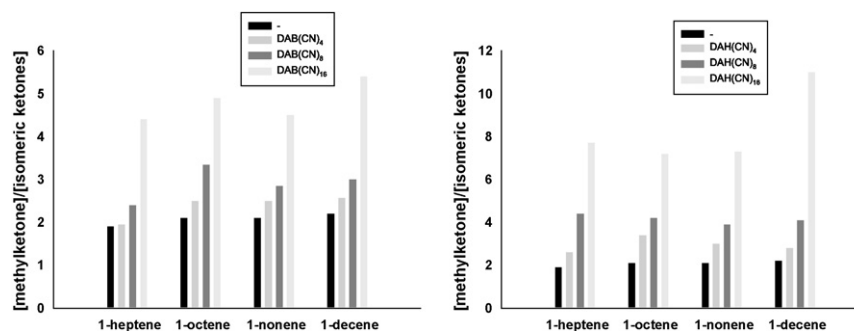 -
DAB(CN)₄
DAB(CN)₈
DAB(CN)₁₆
[methylketone]/[isomeric ketones]
6
5
4
3
2
1
0
1-heptene 1-octene 1-nonene 1-decene
-
DAH(CN)₄
DAH(CN)₈
DAH(CN)₁₆
[methylketone]/[isomeric ketones]
12
10
8
6
4
2
0
1-heptene 1-octene 1-nonene 1-decene